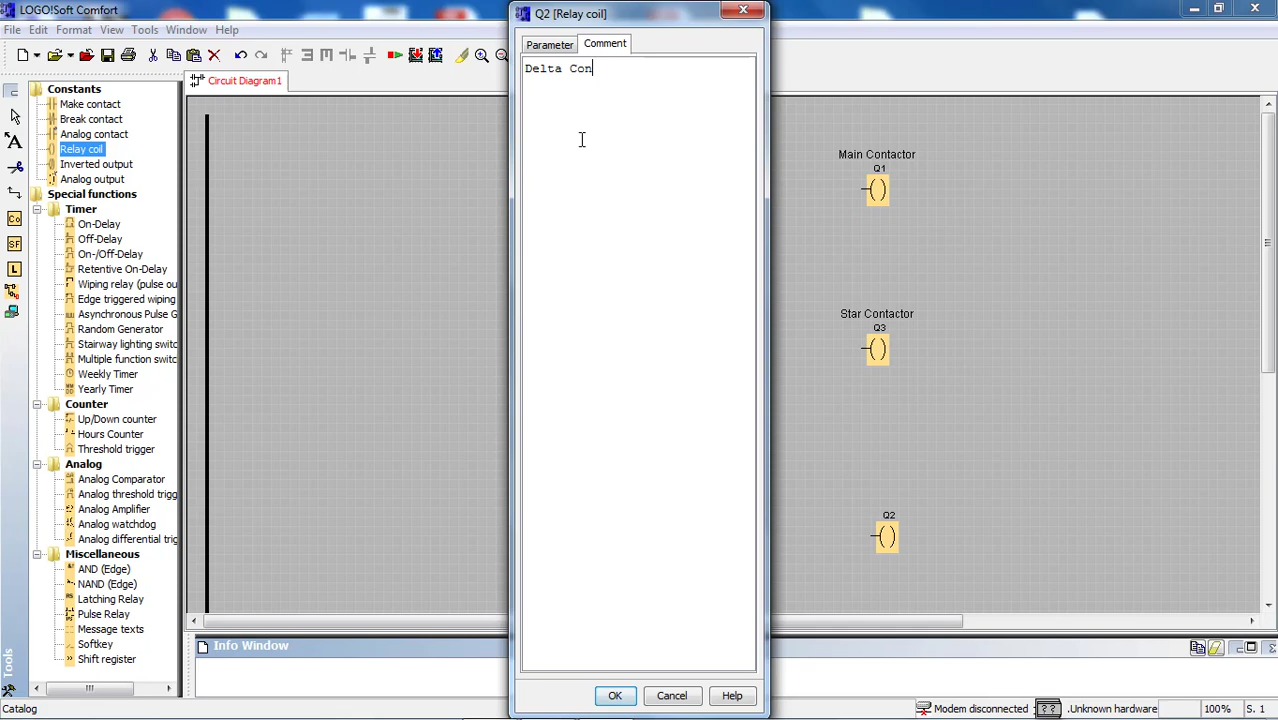 LOGO!Soft Comfort
File Edit Format View Tools Window Help
Circuit Diagram1
Constants
Make contact
Break contact
Analog contact
Relay coil
Inverted output
Analog output
Special functions
Timer
On-Delay
Off-Delay
On-/Off-Delay
Retentive On-Delay
Wiping relay (pulse ou
Edge triggered wiping
Asynchronous Pulse G
Random Generator
Stairway lighting switc
Multiple function switc
Weekly Timer
Yearly Timer
Counter
Up/Down counter
Hours Counter
Threshold trigger
Analog
Analog Comparator
Analog threshold trigg
Analog Amplifier
Analog watchdog
Analog differential trig
Miscellaneous
AND (Edge)
NAND (Edge)
Latching Relay
Pulse Relay
Message texts
Softkey
Shift register
A
Co
SF
L
Tools
Catalog
Q2 [Relay coil]
Parameter Comment
Delta Con
OK Cancel Help
Main Contactor
Q1
Star Contactor
Q3
Q2
Info Window
Modem disconnected ?? .Unknown hardware 100% S. 1